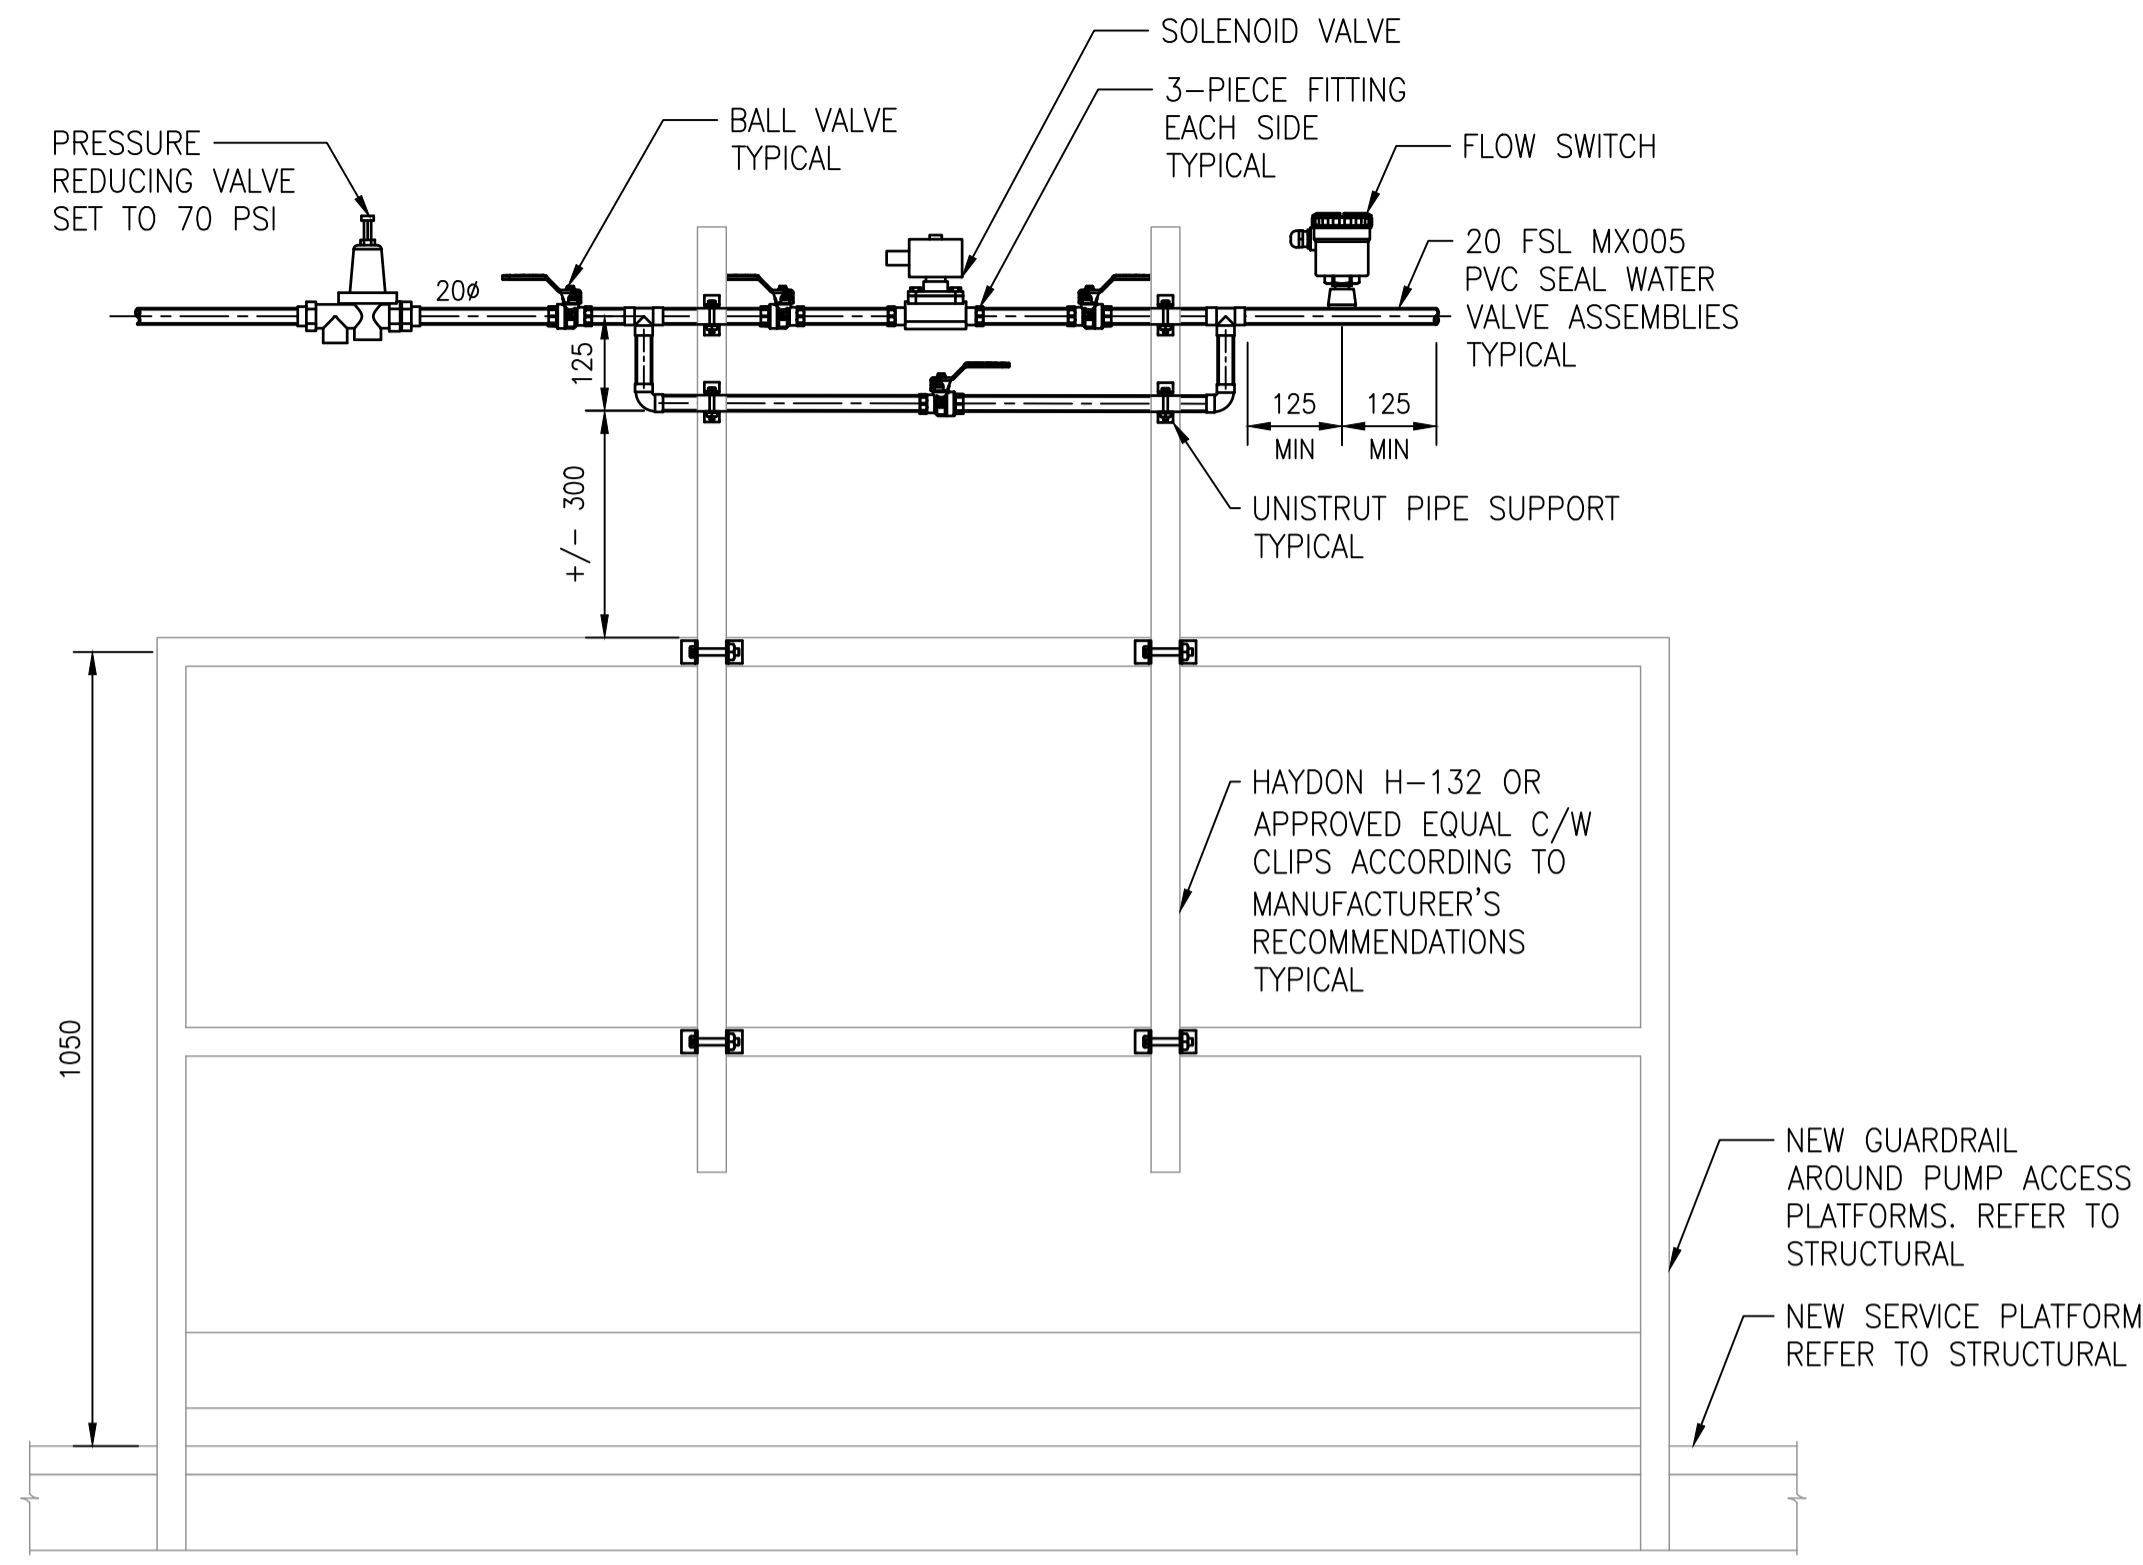 SOLENOID VALVE
3-PIECE FITTING
EACH SIDE
TYPICAL
BALL VALVE
TYPICAL
FLOW SWITCH
PRESSURE
REDUCING VALVE
SET TO 70 PSI
20 FSL MX005
PVC SEAL WATER
VALVE ASSEMBLIES
TYPICAL
20ø
125
125
MIN
125
MIN
+/- 300
UNISTRUT PIPE SUPPORT
TYPICAL
HAYDON H-132 OR
APPROVED EQUAL C/W
CLIPS ACCORDING TO
MANUFACTURER'S
RECOMMENDATIONS
TYPICAL
1050
NEW GUARDRAIL
AROUND PUMP ACCESS
PLATFORMS. REFER TO
STRUCTURAL
NEW SERVICE PLATFORM
REFER TO STRUCTURAL